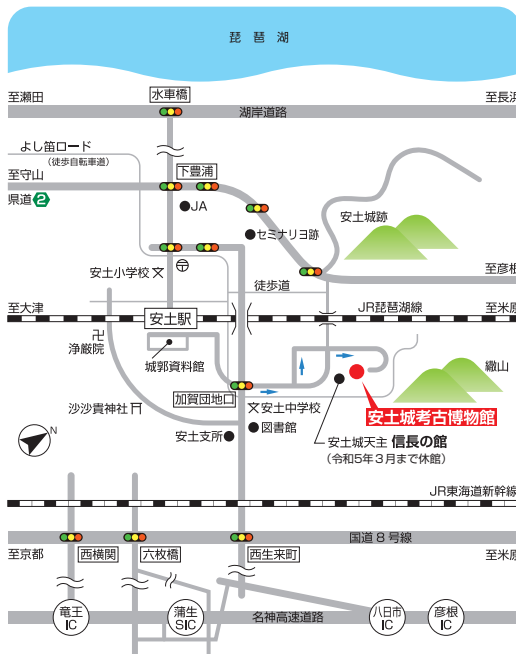 琵琶湖
至瀬田
水車橋
湖岸道路
至長浜
よし笛ロード
(徒歩自転車道)
下豊浦
至守山
県道2
JA
セミナリヨ跡
安土城跡
安土小学校
至彦根
徒歩道
至大津
安土駅
JR琵琶湖線
至米原
浄厳院
城郭資料館
繖山
加賀団地口
沙沙貴神社
安土中学校
安土城考古博物館
図書館
安土支所
安土城天主 信長の館
(令和5年3月まで休館)
N
JR東海道新幹線
国道8号線
至京都
西横関
六枚橋
西生来町
至米原
竜王
IC
蒲生
SIC
名神高速道路
八日市
IC
彦根
IC